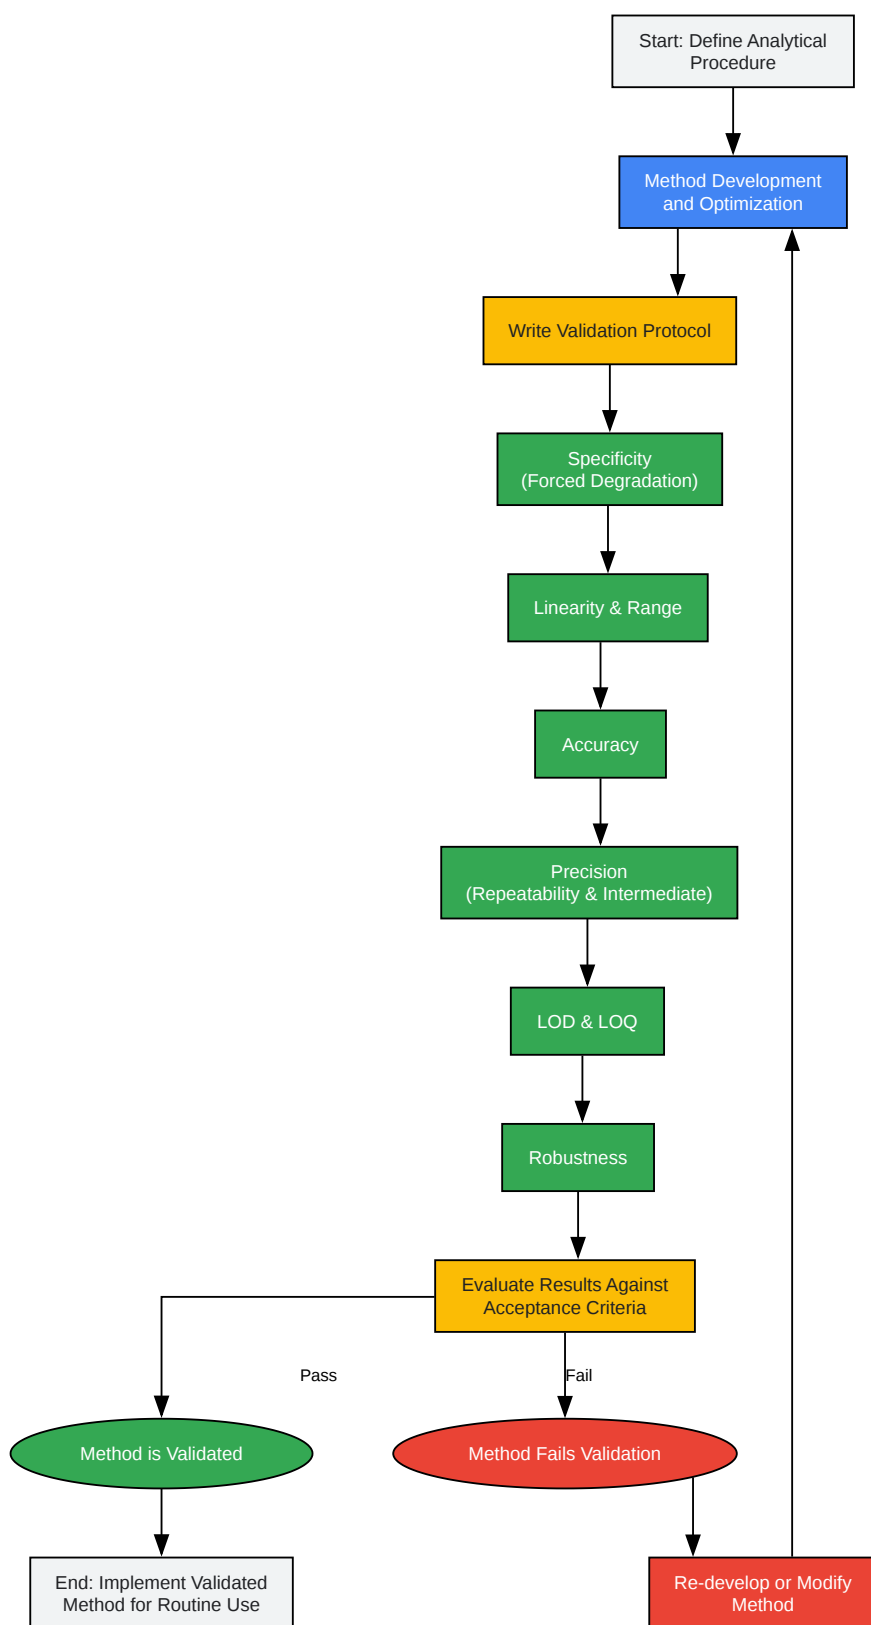 Start: Define Analytical
Procedure
Method Development
and Optimization
Write Validation Protocol
Specificity
(Forced Degradation)
Linearity & Range
Accuracy
Precision
(Repeatability & Intermediate)
LOD & LOQ
Robustness
Evaluate Results Against
Acceptance Criteria
Pass
Fail
Method is Validated
Method Fails Validation
End: Implement Validated
Method for Routine Use
Re-develop or Modify
Method